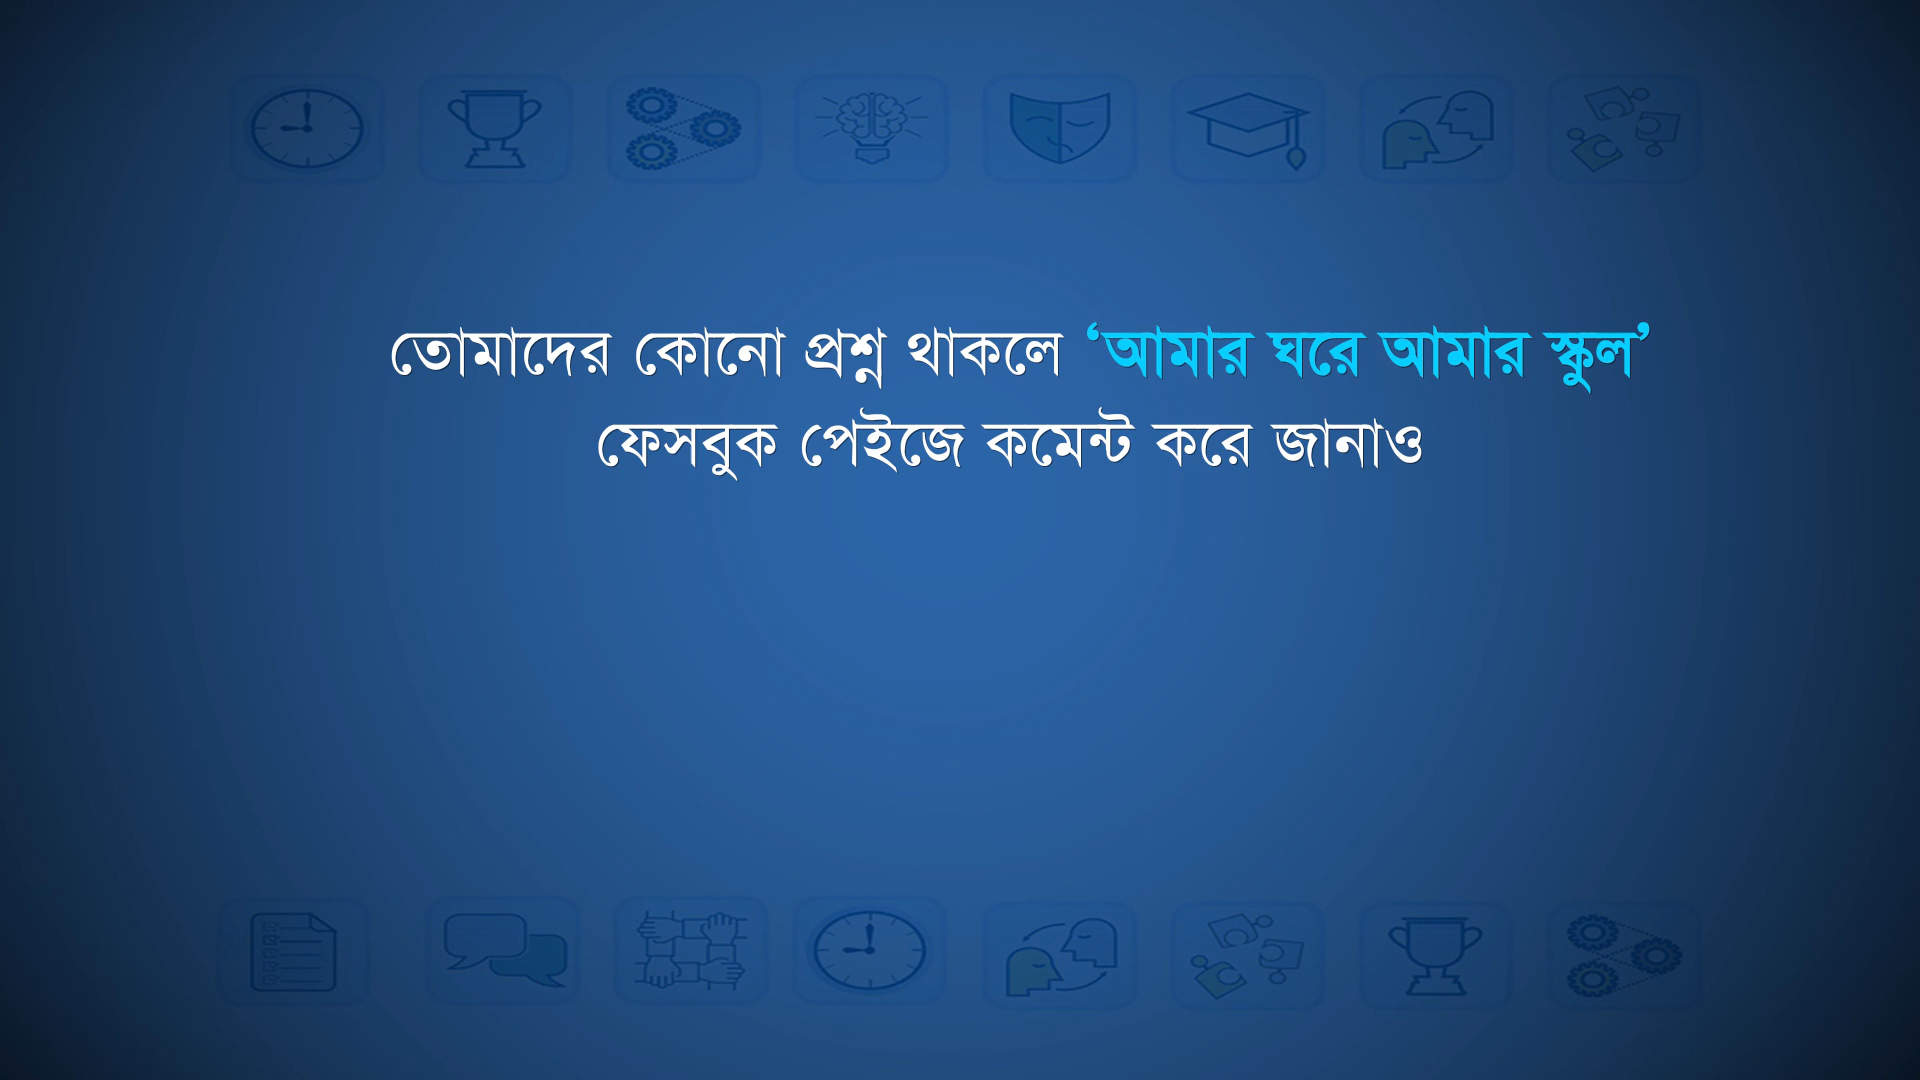 তোমাদের কোনো প্রশ্ন থাকলে ‘আমার ঘরে আমার স্কুল’
ফেসবুক পেইজে কমেন্ট করে জানাও